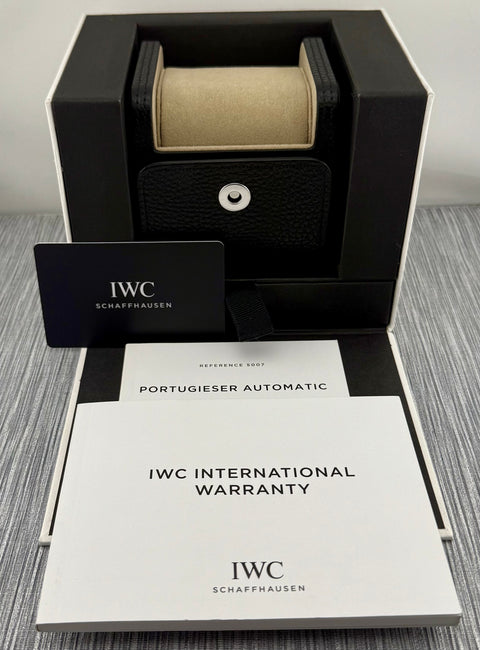 IWC
SCHAFFHAUSEN
REFERENCE 5007
PORTUGIESER AUTOMATIC
IWC INTERNATIONAL
WARRANTY
IWC
SCHAFFHAUSEN